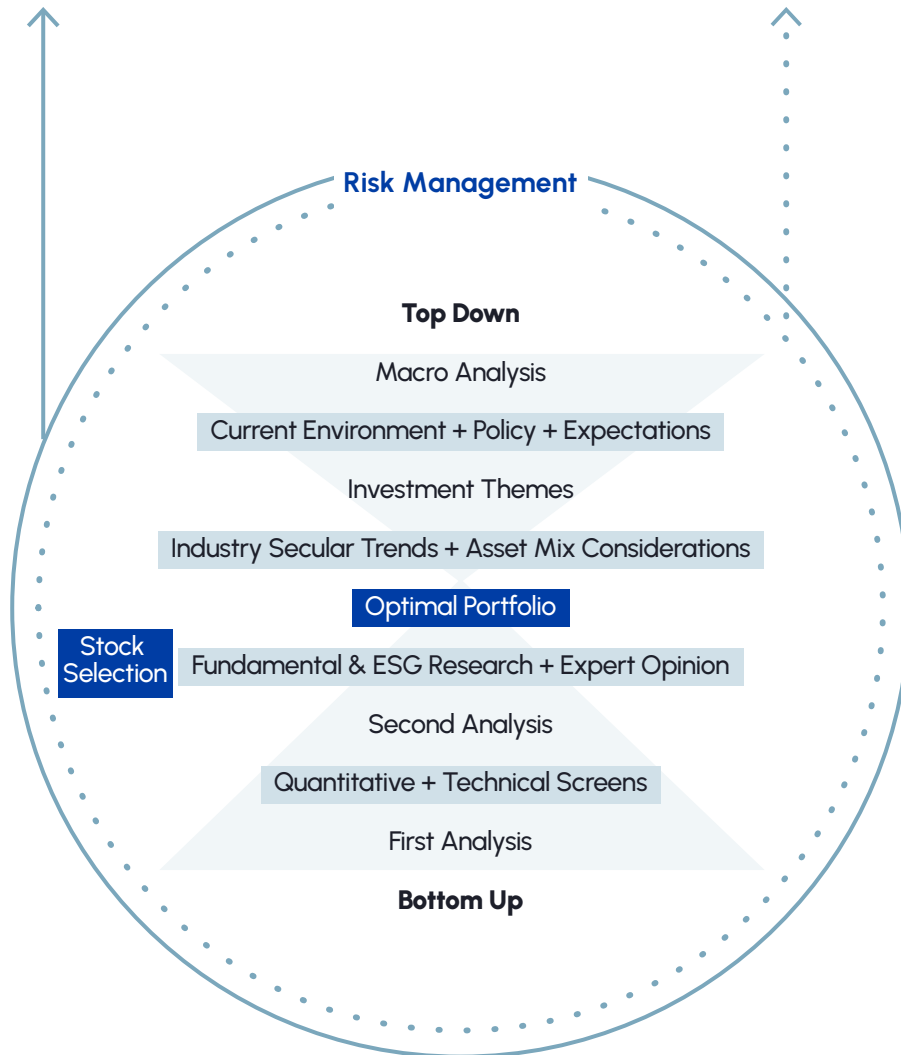 Risk Management
Top Down
Macro Analysis
Current Environment + Policy + Expectations
Investment Themes
Industry Secular Trends + Asset Mix Considerations
Optimal Portfolio
Stock
Selection
Fundamental & ESG Research + Expert Opinion
Second Analysis
Quantitative + Technical Screens
First Analysis
Bottom Up